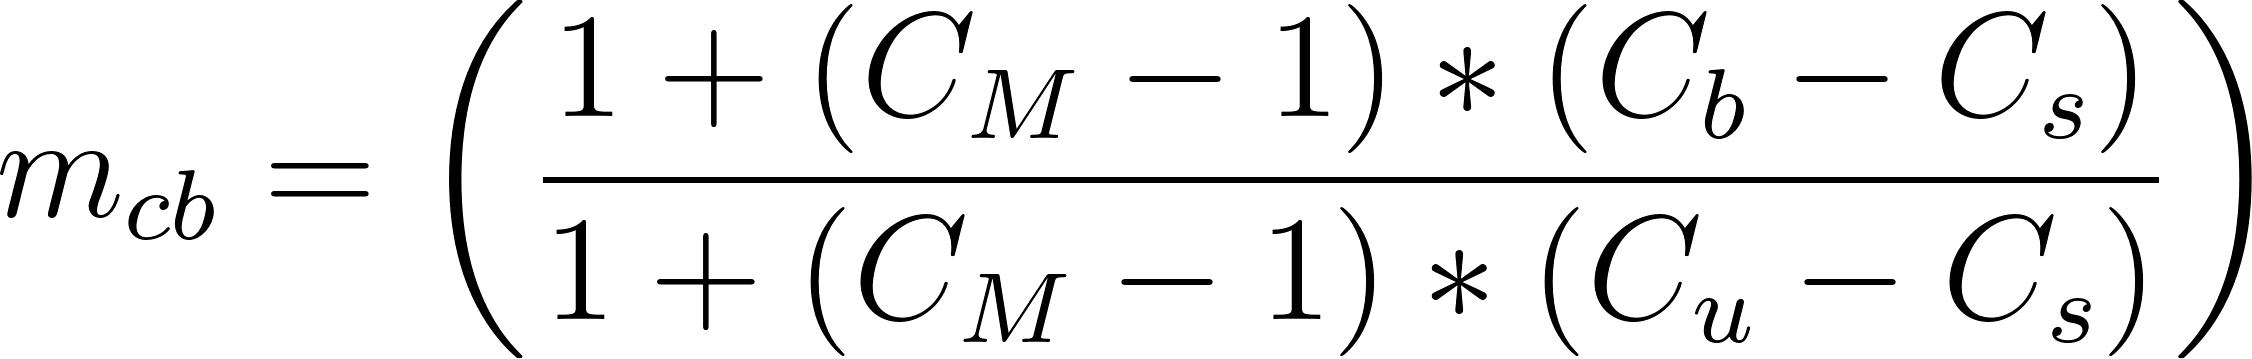 m_{cb} = \left( \frac{1 + (C_M - 1) * (C_b - C_s)}{1 + (C_M - 1) * (C_u - C_s)} \right)